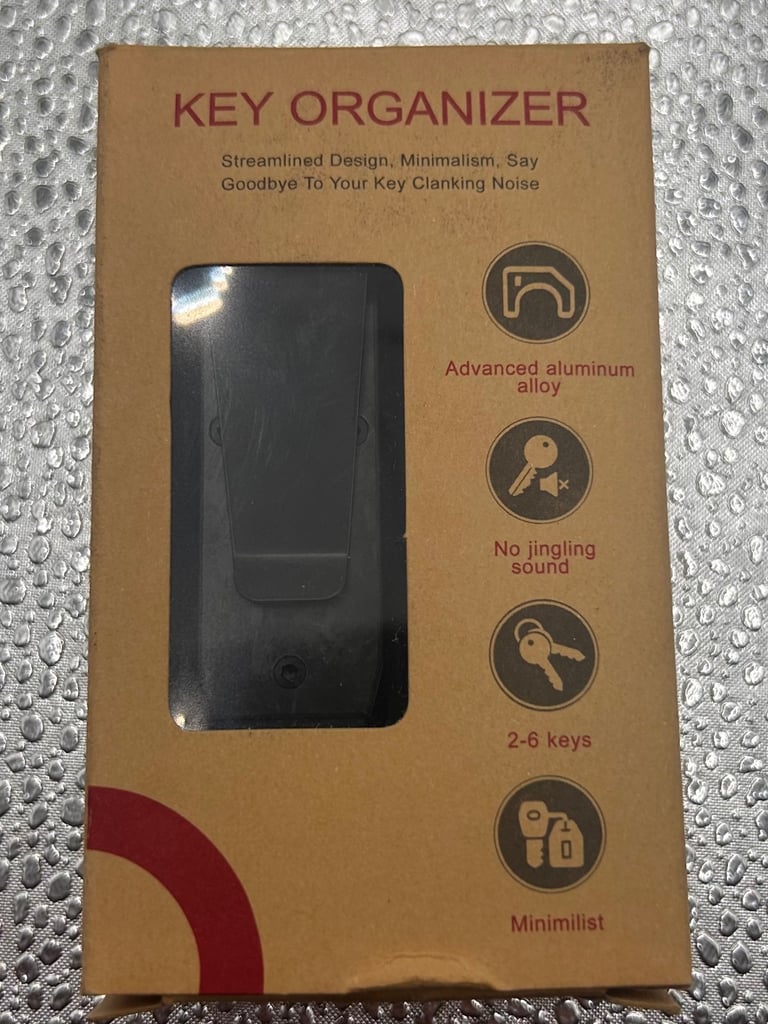 KEY ORGANIZER
Streamlined Design, Minimalism, Say
Goodbye To Your Key Clanking Noise
Advanced aluminum
alloy
No jingling
sound
2-6 keys
Minimilist